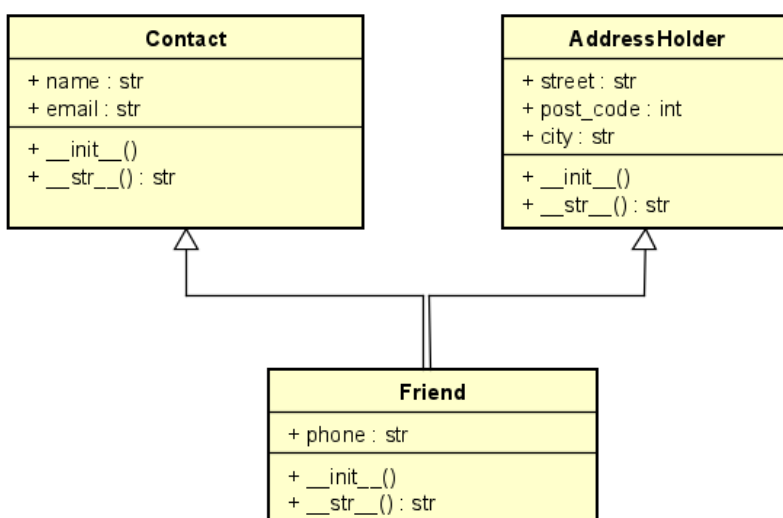 Contact
+ name : str
+ email : str
+ __init__()
+ __str__() : str
AddressHolder
+ street : str
+ post_code : int
+ city : str
+ __init__()
+ __str__() : str
Friend
+ phone : str
+ __init__()
+ __str__() : str